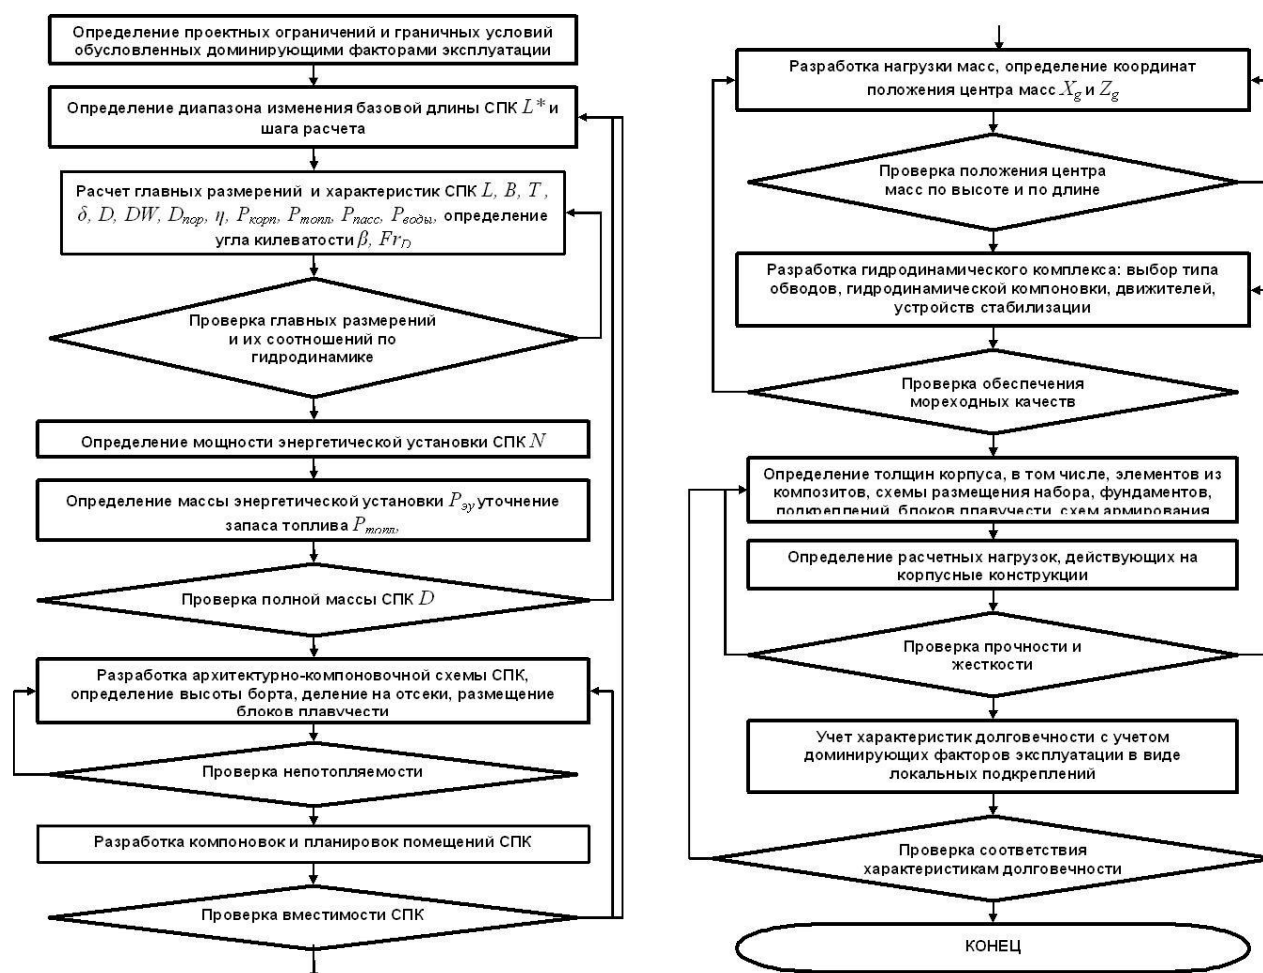 Определение проектных ограничений и граничных условий
обусловленных доминирующими факторами эксплуатации
Определение диапазона изменения базовой длины СПК L* и
шага расчета
Расчет главных размерений и характеристик СПК L, B, T,
δ, D, DW, Dпор, η, Pкорп, Pтопл, Pпасс, Pводы, определение
угла килеватости β, FrD
Проверка главных размерений
и их соотношений по
гидродинамике
Определение мощности энергетической установки СПК N
Определение массы энергетической установки Pэу уточнение
запаса топлива Pтопл,
Проверка полной массы СПК D
Разработка архитектурно-компоновочной схемы СПК,
определение высоты борта, деление на отсеки, размещение
блоков плавучести
Проверка непотопляемости
Разработка компоновок и планировок помещений СПК
Проверка вместимости СПК
Разработка нагрузки масс, определение координат
положения центра масс Xg и Zg
Проверка положения центра
масс по высоте и по длине
Разработка гидродинамического комплекса: выбор типа
обводов, гидродинамической компоновки, движителей,
устройств стабилизации
Проверка обеспечения
мореходных качеств
Определение толщин корпуса, в том числе, элементов из
композитов, схемы размещения набора, фундаментов,
подкреплений, блоков плавучести, схем армирования
Определение расчетных нагрузок, действующих на
корпусные конструкции
Проверка прочности и
жесткости
Учет характеристик долговечности с учетом
доминирующих факторов эксплуатации в виде
локальных подкреплений
Проверка соответствия
характеристикам долговечности
КОНЕЦ